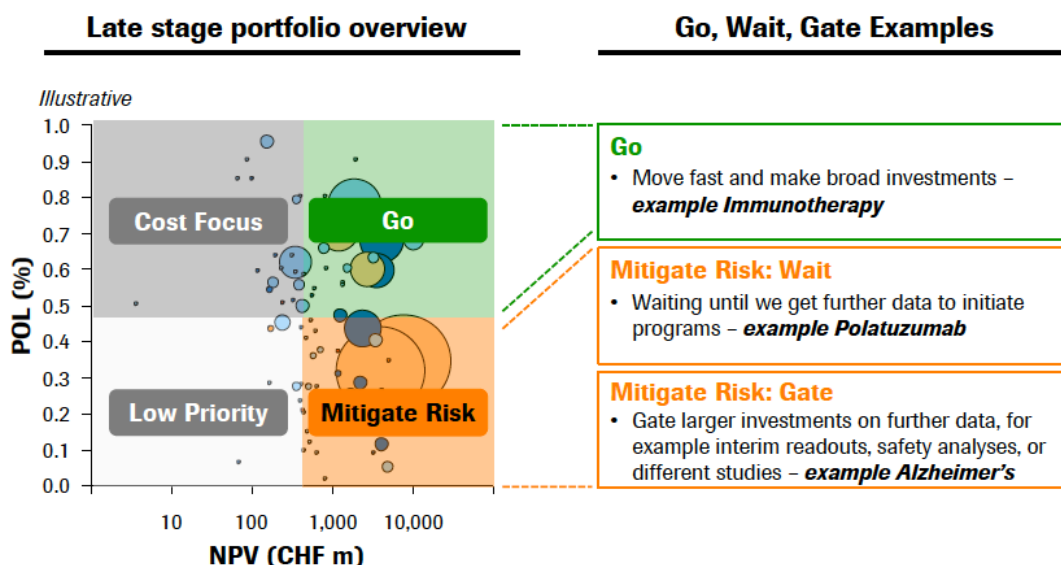 Late stage portfolio overview
Go, Wait, Gate Examples
Illustrative
POL (%)
1.0
0.9
0.8
0.7
0.6
0.5
0.4
0.3
0.2
0.1
0.0
Cost Focus
Go
Low Priority
Mitigate Risk
10
100
1,000
10,000
NPV (CHF m)
Go
• Move fast and make broad investments –
example Immunotherapy
Mitigate Risk: Wait
• Waiting until we get further data to initiate
programs – example Polatuzumab
Mitigate Risk: Gate
• Gate larger investments on further data, for
example interim readouts, safety analyses, or
different studies – example Alzheimer's